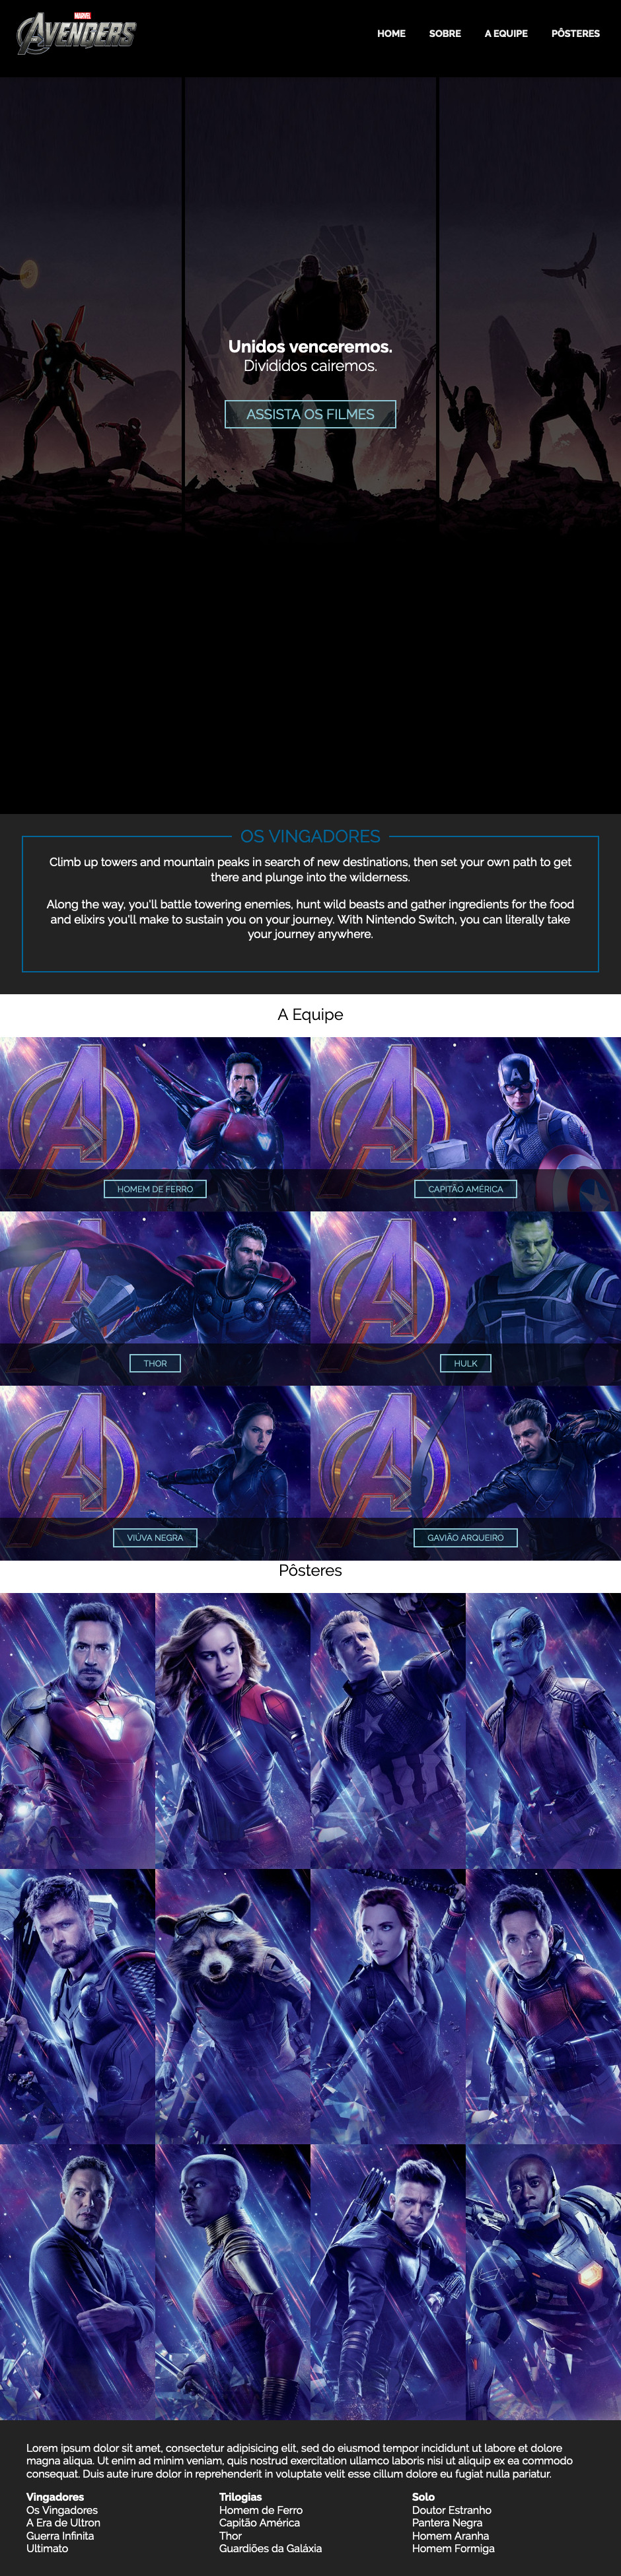 MARVEL
AVENGERS
HOME SOBRE A EQUIPE PÔSTERES
Unidos venceremos.
Divididos cairemos.
ASSISTA OS FILMES
OS VINGADORES
Climb up towers and mountain peaks in search of new destinations, then set your own path to get
there and plunge into the wilderness.
Along the way, you'll battle towering enemies, hunt wild beasts and gather ingredients for the food
and elixirs you'll make to sustain you on your journey. With Nintendo Switch, you can literally take
your journey anywhere.
A Equipe
HOMEM DE FERRO
CAPITÃO AMÉRICA
THOR
HULK
VIÚVA NEGRA
GAVIÃO ARQUEIRO
Pôsteres
Lorem ipsum dolor sit amet, consectetur adipisicing elit, sed do eiusmod tempor incididunt ut labore et dolore
magna aliqua. Ut enim ad minim veniam, quis nostrud exercitation ullamco laboris nisi ut aliquip ex ea commodo
consequat. Duis aute irure dolor in reprehenderit in voluptate velit esse cillum dolore eu fugiat nulla pariatur.
Vingadores
Os Vingadores
A Era de Ultron
Guerra Infinita
Ultimato
Trilogias
Homem de Ferro
Capitão América
Thor
Guardiões da Galáxia
Solo
Doutor Estranho
Pantera Negra
Homem Aranha
Homem Formiga